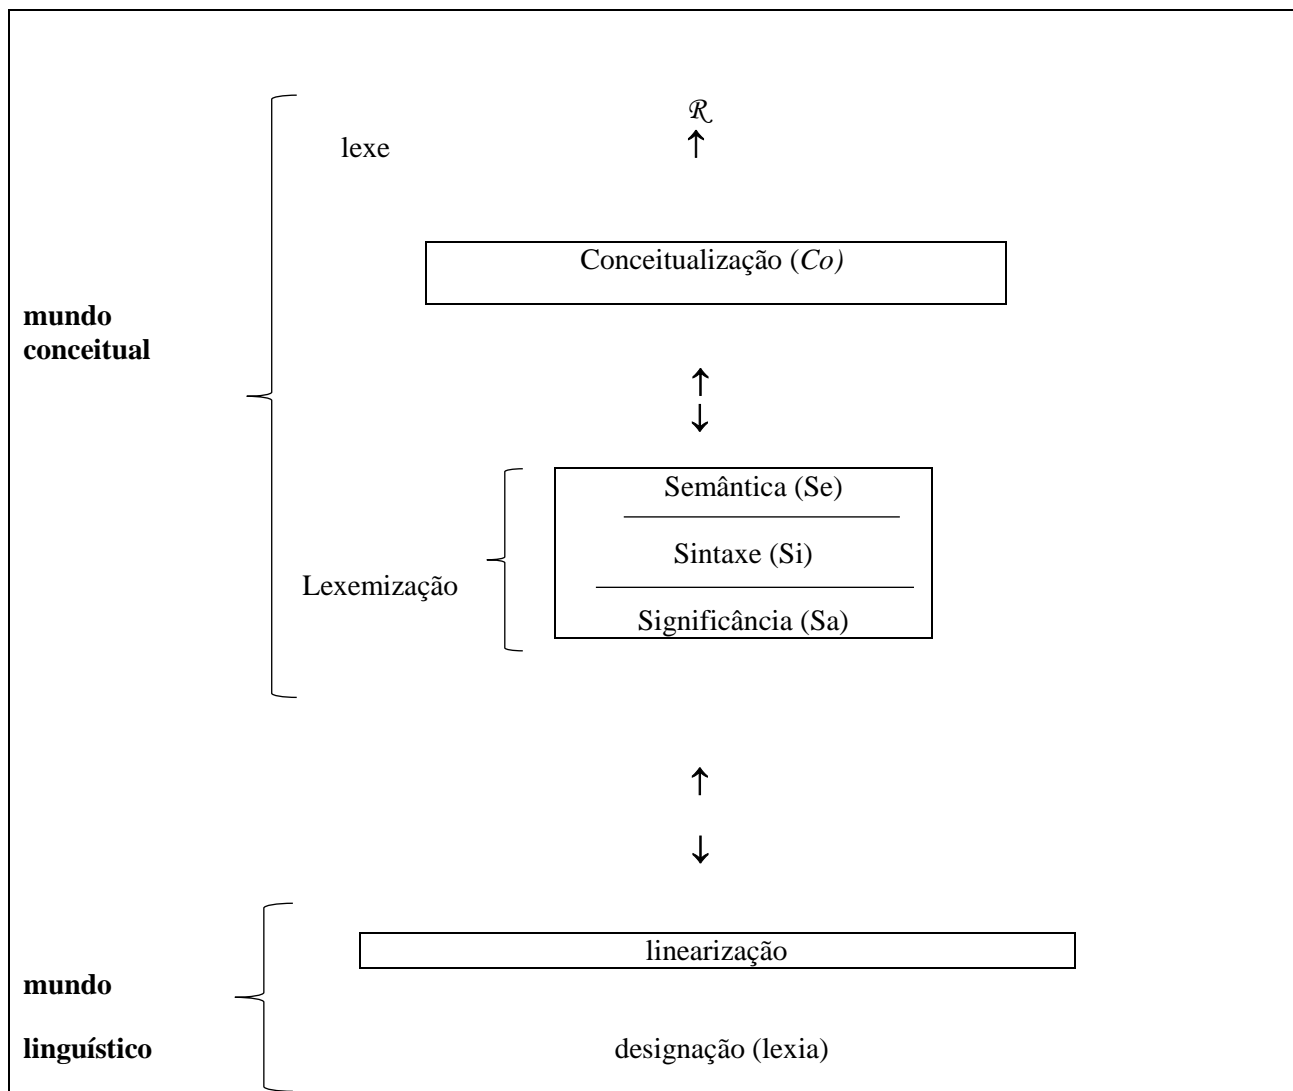 ℛ
↑
lexe
Conceitualização (Co)
mundo
conceitual
↑
↓
Semântica (Se)
Sintaxe (Si)
Lexemização
Significância (Sa)
↑
↓
linearização
mundo
linguístico
designação (lexia)